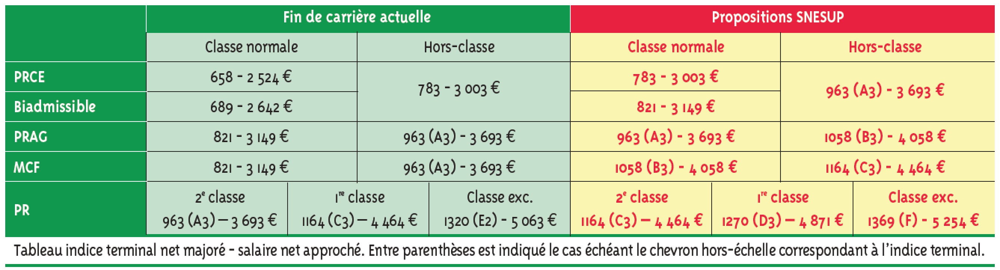 Fin de carrière actuelle Propositions SNESUP
Classe normale Hors-classe Classe normale Hors-classe
PRCE 658 - 2 524 € 783 - 3 003 € 783 - 3 003 € 963 (A3) - 3 693 €
Biadmissible 689 - 2 642 € 821 - 3 149 €
PRAG 821 - 3 149 € 963 (A3) - 3 693 € 963 (A3) - 3 693 € 1058 (B3) - 4 058 €
MCF 821 - 3 149 € 963 (A3) - 3 693 € 1058 (B3) - 4 058 € 1164 (C3) - 4 464 €
PR
2e classe 1re classe Classe exc. 2e classe 1re classe Classe exc.
963 (A3) – 3 693 € 1164 (C3) – 4 464 € 1320 (E2) - 5 063 € 1164 (C3) – 4 464 € 1270 (D3) – 4 871 € 1369 (F) - 5 254 €
Tableau indice terminal net majoré - salaire net approché. Entre parenthèses est indiqué le cas échéant le chevron hors-échelle correspondant à l'indice terminal.